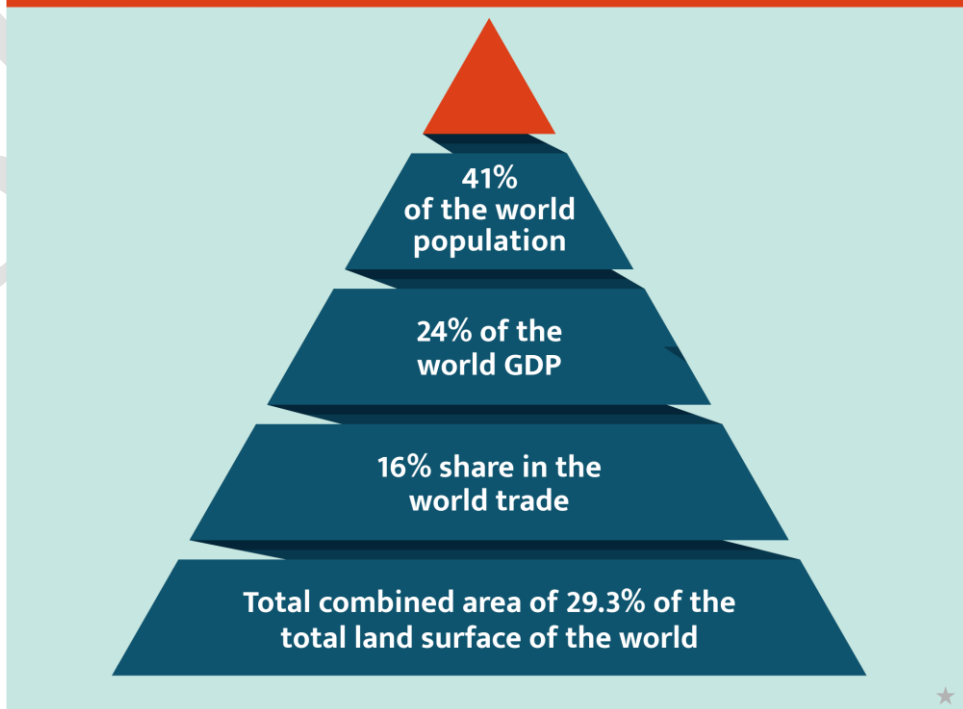 41%
of the world
population
24% of the
world GDP
16% share in the
world trade
Total combined area of 29.3% of the
total land surface of the world